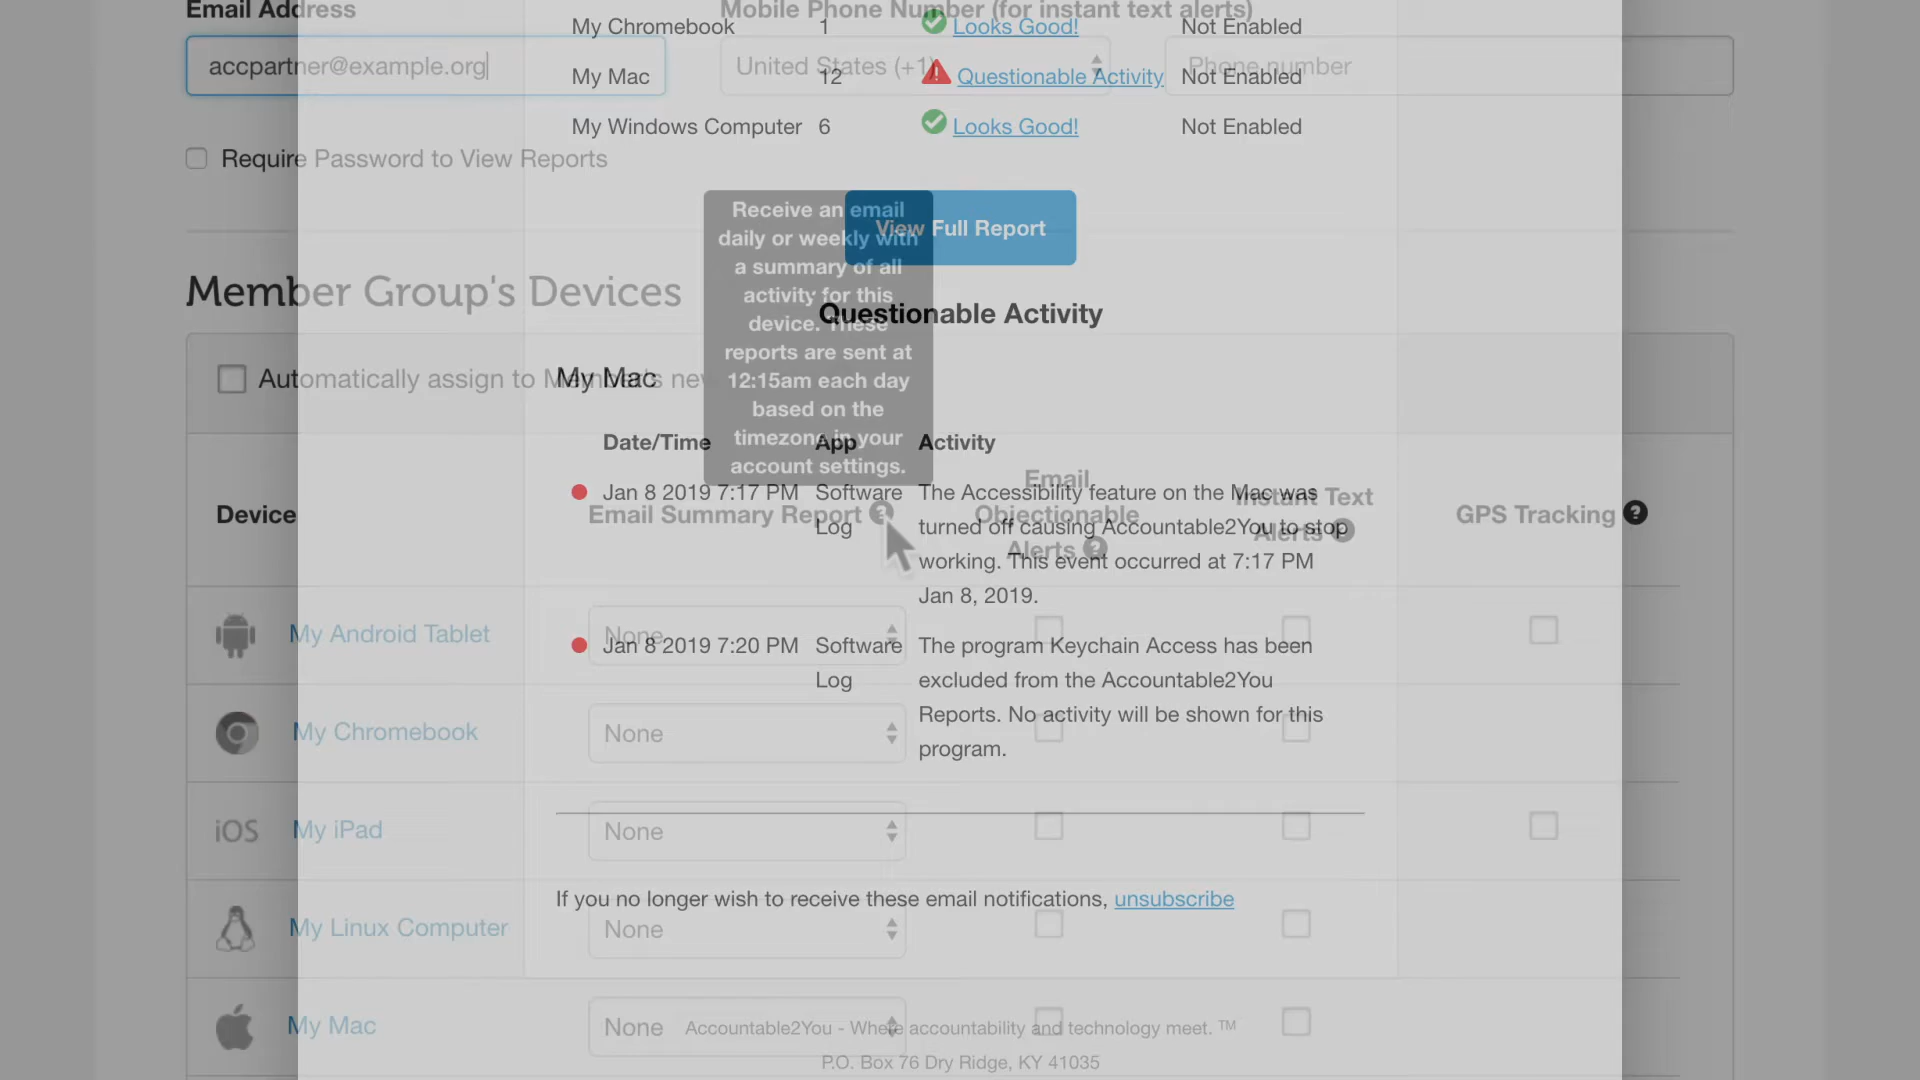 Email Address
Mobile Phone Number (for instant text alerts)
My Chromebook 1 Looks Good! Not Enabled
accpartner@example.org
United States (+1)
Phone number
My Mac 12 Questionable Activity Not Enabled
My Windows Computer 6 Looks Good! Not Enabled
Require Password to View Reports
Receive an email
daily or weekly with
a summary of all
activity for this
device. These
reports are sent at
12:15am each day
based on the
timezone in your
account settings.
View Full Report
Member Group's Devices
Questionable Activity
Automatically assign to Member's new
My Mac
Date/Time App Activity
Device
Email Summary Report ?
Email
Objectionable
Alerts ?
Instant Text
Alerts ?
GPS Tracking ?
Jan 8 2019 7:17 PM Software
Log
The Accessibility feature on the Mac was
turned off causing Accountable2You to stop
working. This event occurred at 7:17 PM
Jan 8, 2019.
My Android Tablet None
Jan 8 2019 7:20 PM Software
Log
The program Keychain Access has been
excluded from the Accountable2You
Reports. No activity will be shown for this
program.
My Chromebook None
iOS My iPad None
If you no longer wish to receive these email notifications, unsubscribe
My Linux Computer None
My Mac None
Accountable2You - Where accountability and technology meet. ™
P.O. Box 76 Dry Ridge, KY 41035